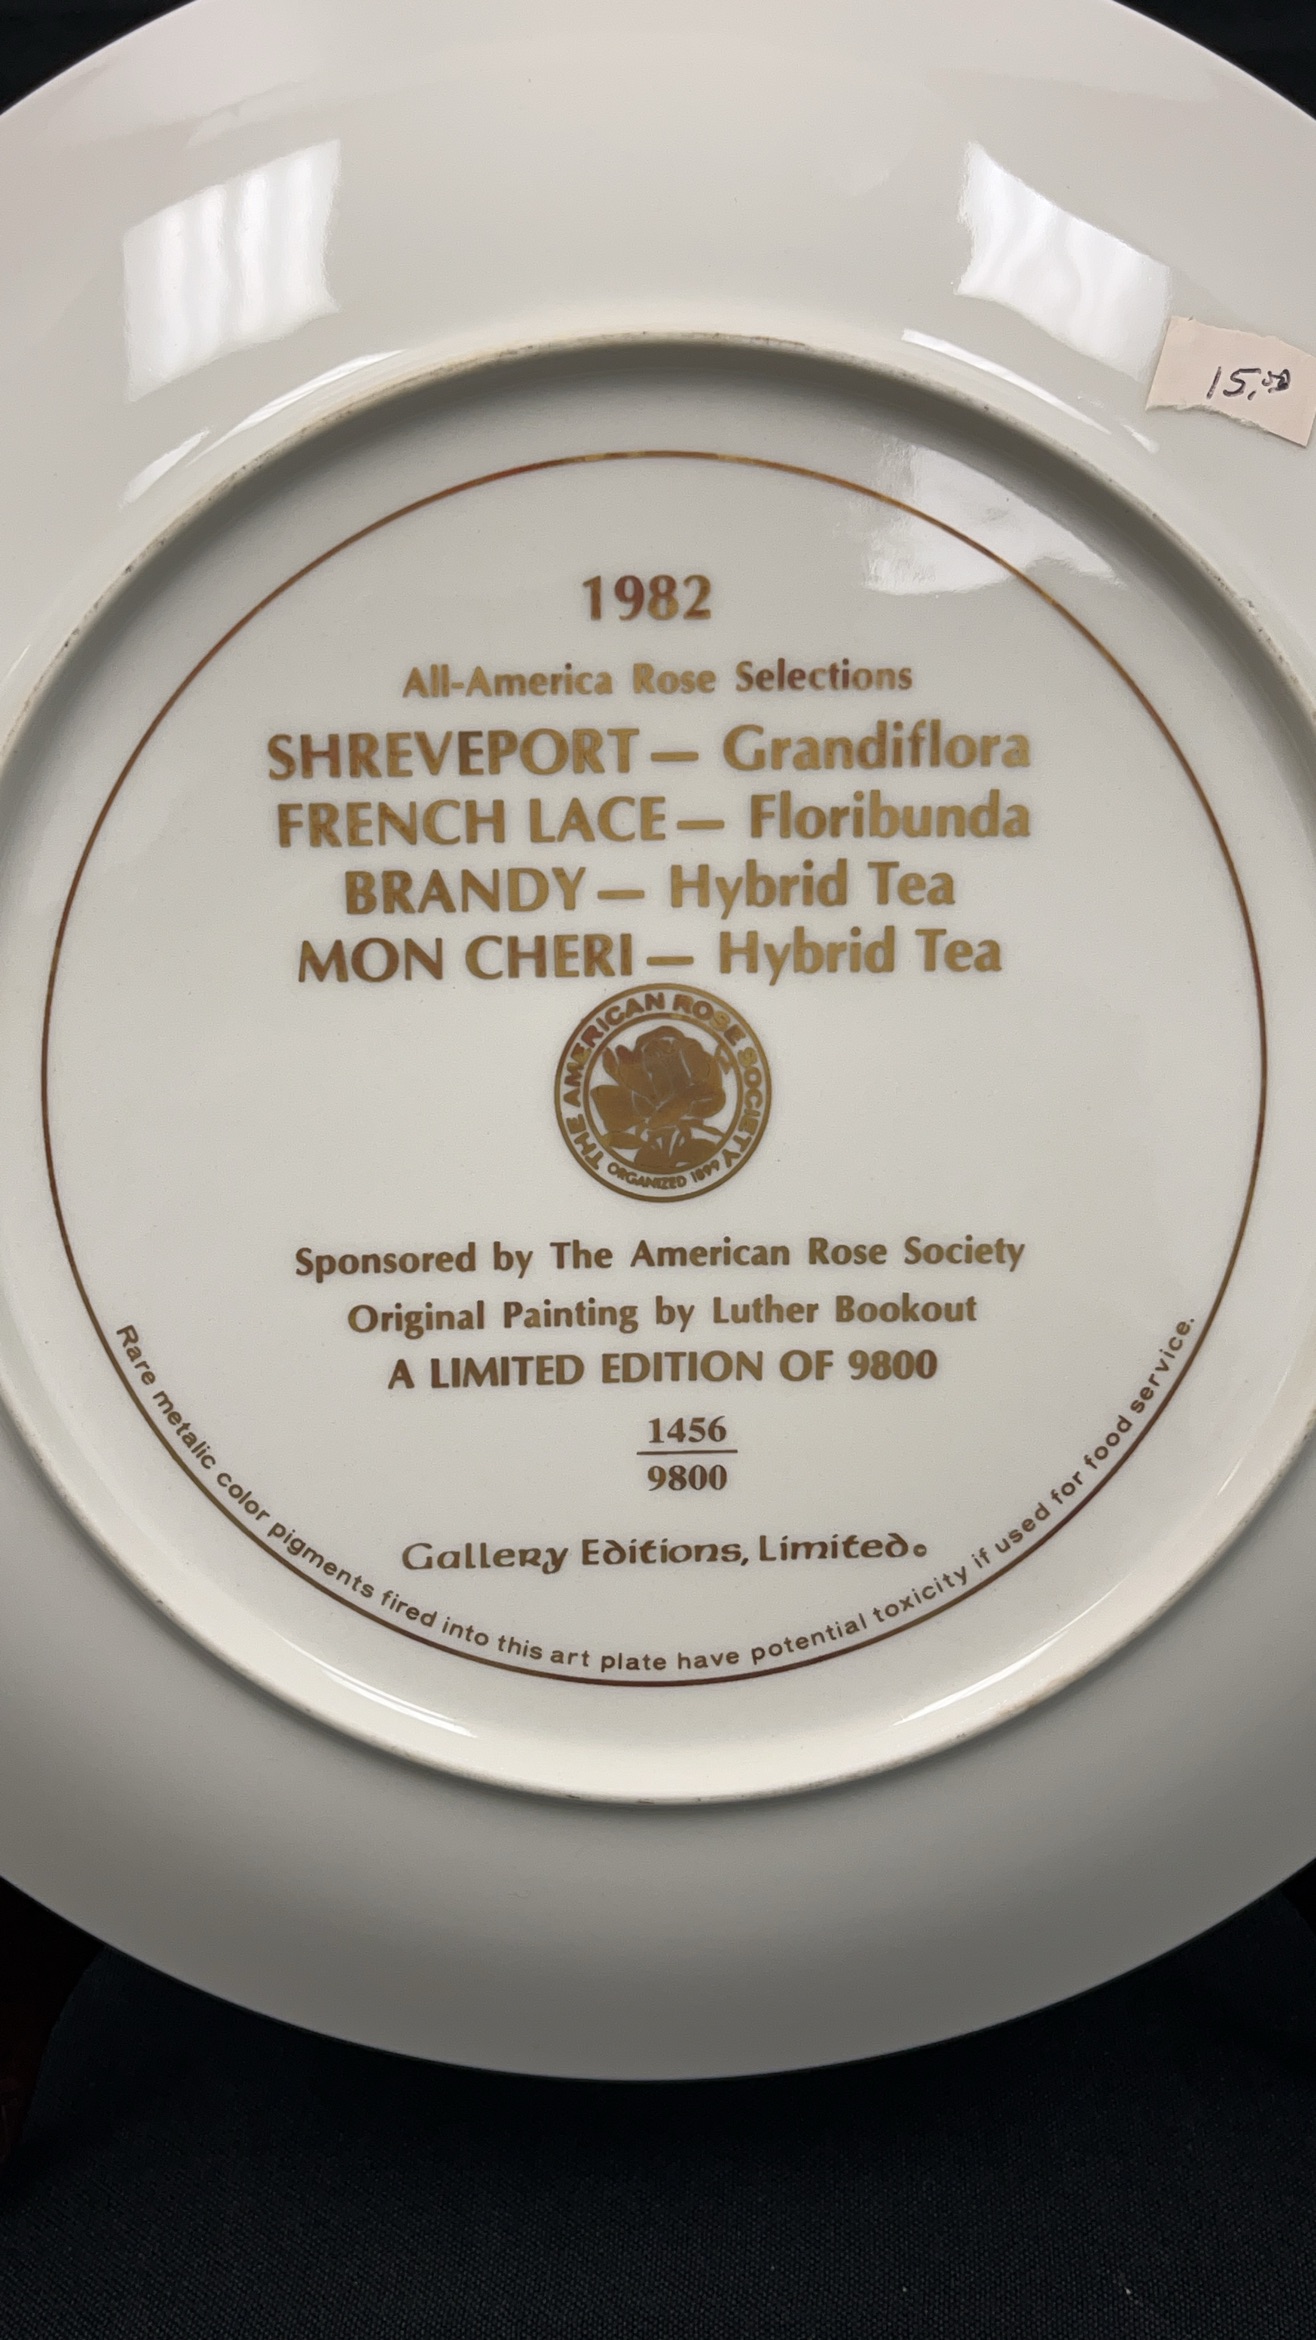 15.00
1982
All-America Rose Selections
SHREVEPORT — Grandiflora
FRENCH LACE — Floribunda
BRANDY — Hybrid Tea
MON CHERI — Hybrid Tea
THE AMERICAN ROSE SOCIETY
ORGANIZED 1899
Sponsored by The American Rose Society
Original Painting by Luther Bookout
A LIMITED EDITION OF 9800
1456
9800
Gallery Editions, Limited©
Rare metalic color pigments fired into this art plate have potential toxicity if used for food service.